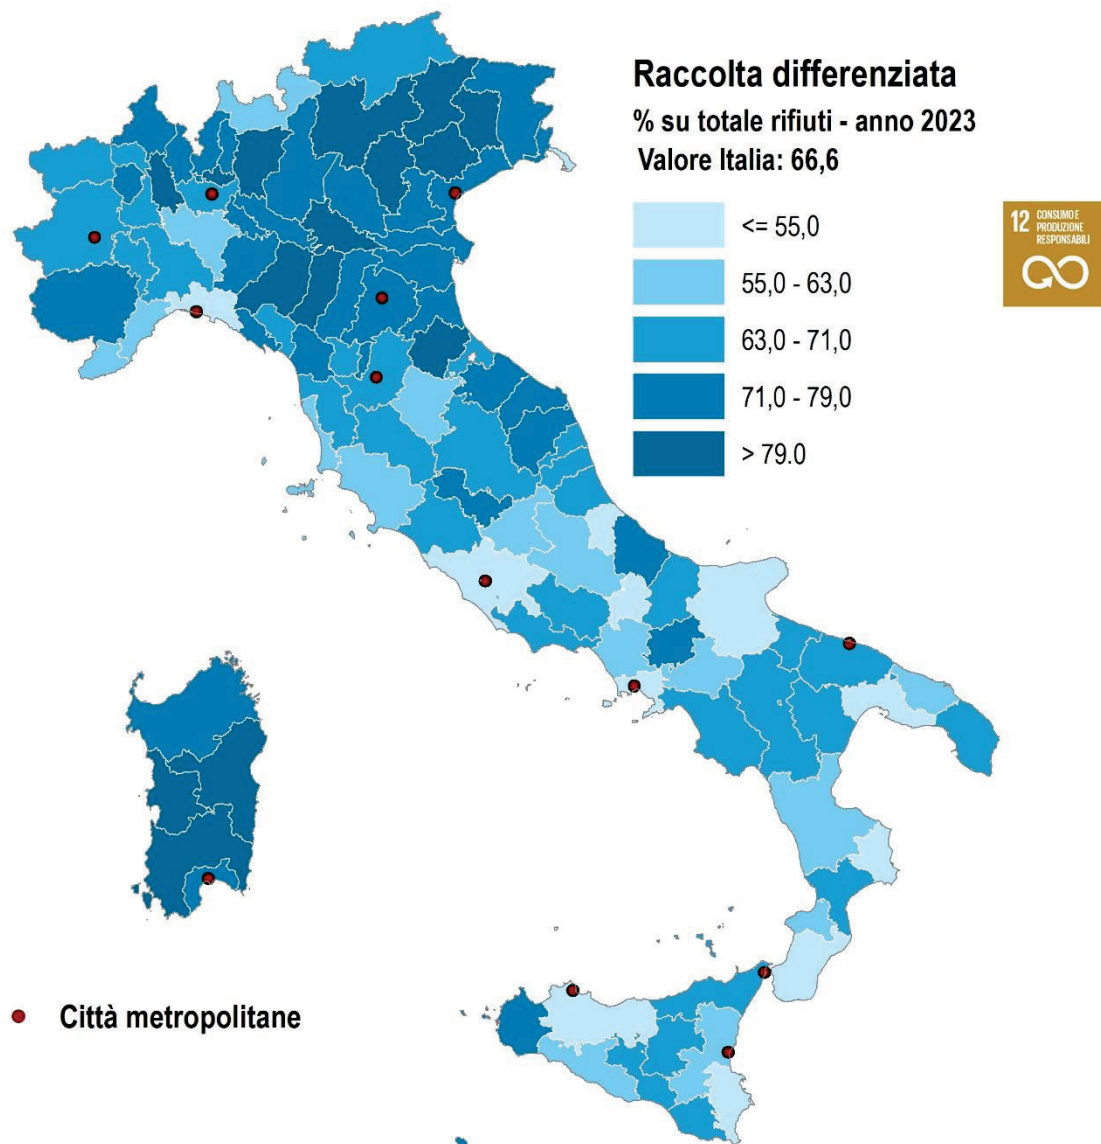 Raccolta differenziata
% su totale rifiuti - anno 2023
Valore Italia: 66,6
<= 55,0
55,0 - 63,0
63,0 - 71,0
71,0 - 79,0
> 79.0
12 CONSUMO E
PRODUZIONE
RESPONSABILI
Città metropolitane